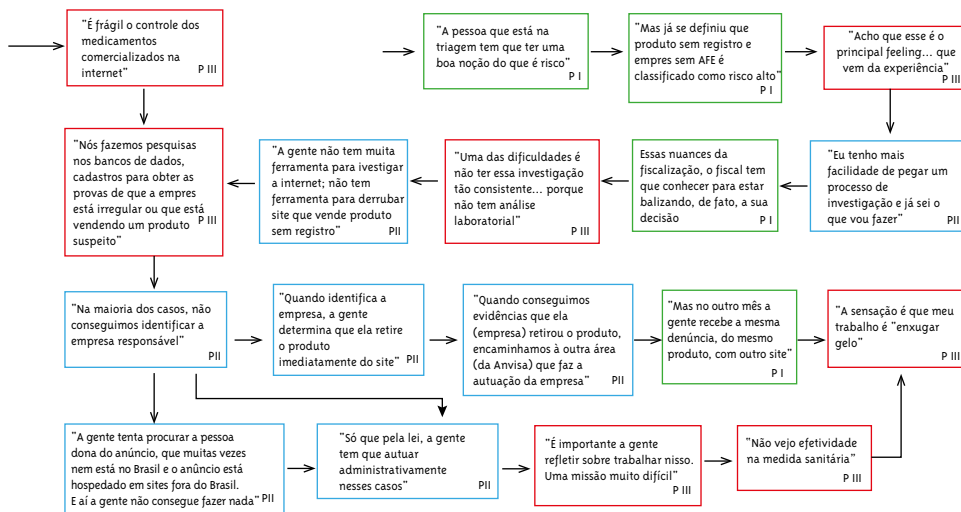 "É frágil o controle dos
medicamentos
comercializados na
internet"
P III
"A pessoa que está na
triagem tem que ter uma
boa noção do que é risco"
P I
"Mas já se definiu que
produto sem registro e
empres sem AFE é
classificado como risco alto"
P I
"Acho que esse é o
principal feeling... que
vem da experiência"
P III
"Nós fazemos pesquisas
nos bancos de dados,
cadastros para obter as
provas de que a empres
está irregular ou que está
vendendo um produto
suspeito"
P III
"A gente não tem muita
ferramenta para ivestigar
a internet; não tem
ferramenta para derrubar
site que vende produto
sem registro"
PII
"Uma das dificuldades é
não ter essa investigação
tão consistente... porque
não tem análise
laboratorial"
P III
Essas nuances da
fiscalização, o fiscal tem
que conhecer para estar
balizando, de fato, a sua
decisão
P I
"Eu tenho mais
facilidade de pegar um
processo de
investigação e já sei o
que vou fazer"
PII
"Na maioria dos casos, não
conseguimos identificar a
empresa responsável"
PII
"Quando identifica a
empresa, a gente
determina que ela retire
o produto
imediatamente do site"
PII
"Quando conseguimos
evidências que ela
(empresa) retirou o produto,
encaminhamos à outra área
(da Anvisa) que faz a
autuação da empresa"
PII
"Mas no outro mês a
gente recebe a mesma
denúncia, do mesmo
produto, com outro site"
P I
"A sensação é que meu
trabalho é "enxugar
gelo"
P III
"A gente tenta procurar a pessoa
dona do anúncio, que muitas vezes
nem está no Brasil e o anûncio está
hospedado em sites fora do Brasil.
E aí a gente não consegue fazer nada"
PII
"Só que pela lei, a gente
tem que autuar
administrativamente
nesses casos"
PII
"É importante a gente
refletir sobre trabalhar nisso.
Uma missão muito difícil"
P III
"Não vejo efetividade
na medida sanitária"
P III